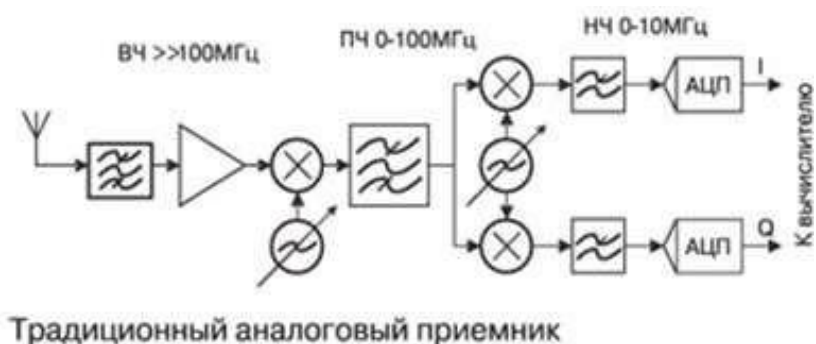 ВЧ >>100МГц
ПЧ 0-100МГц
НЧ 0-10МГц
АЦП
I
АЦП
Q
К вычислителю
Традиционный аналоговый приемник